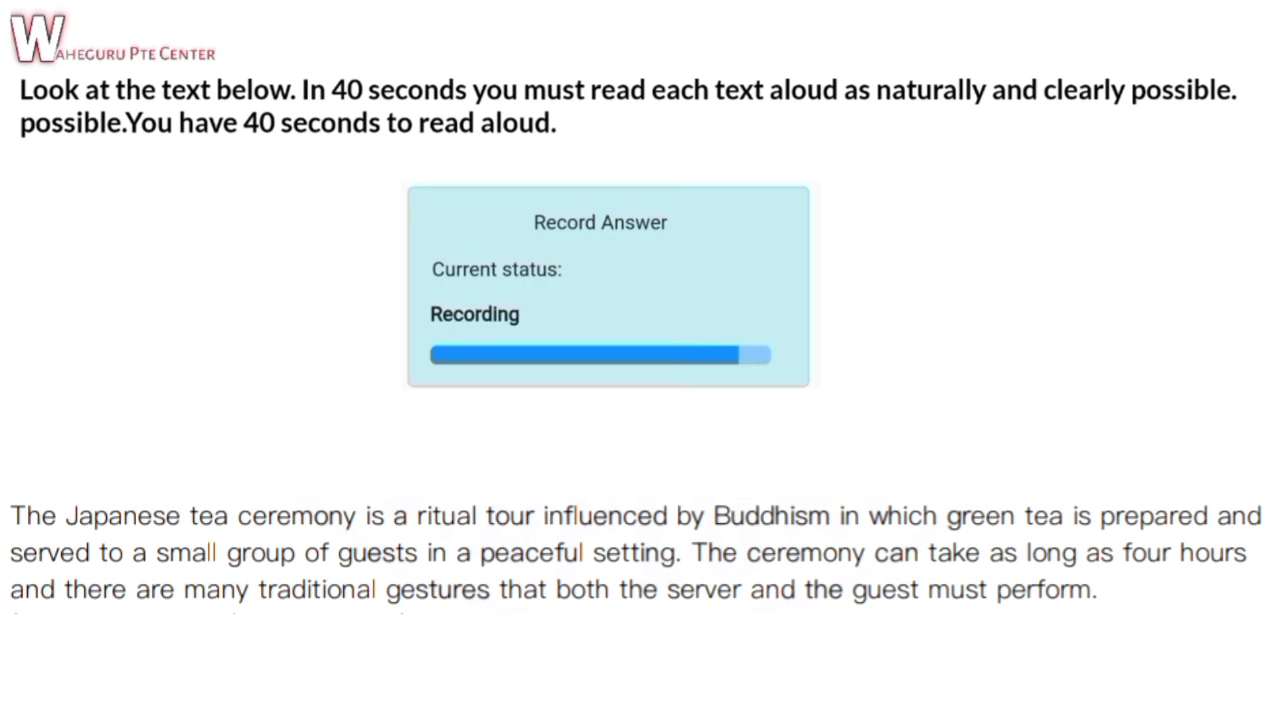 WAHEGURU PTE CENTER
Look at the text below. In 40 seconds you must read each text aloud as naturally and clearly possible.
possible.You have 40 seconds to read aloud.
Record Answer
Current status:
Recording
The Japanese tea ceremony is a ritual tour influenced by Buddhism in which green tea is prepared and
served to a small group of guests in a peaceful setting. The ceremony can take as long as four hours
and there are many traditional gestures that both the server and the guest must perform.